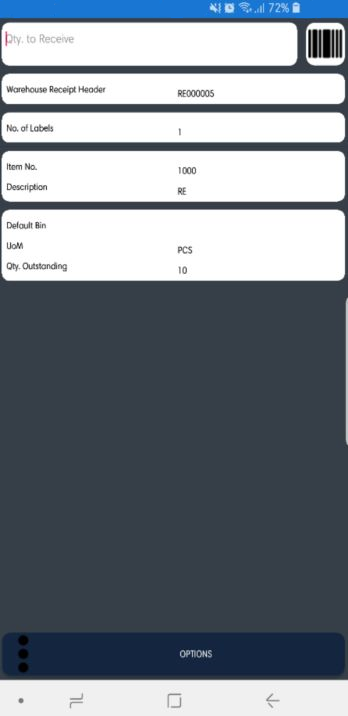 72%
Qty. to Receive
Warehouse Receipt Header RE000005
No. of Labels 1
Item No. 1000
Description RE
Default Bin
UoM PCS
Qty. Outstanding 10
OPTIONS